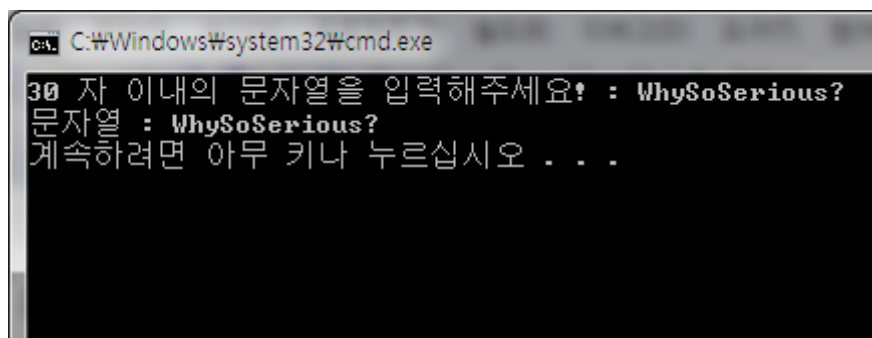 C:₩Windows₩system32₩cmd.exe
30 자 이내의 문자열을 입력해주세요! : WhySoSerious?
문자열 : WhySoSerious?
계속하려면 아무 키나 누르십시오 . . .